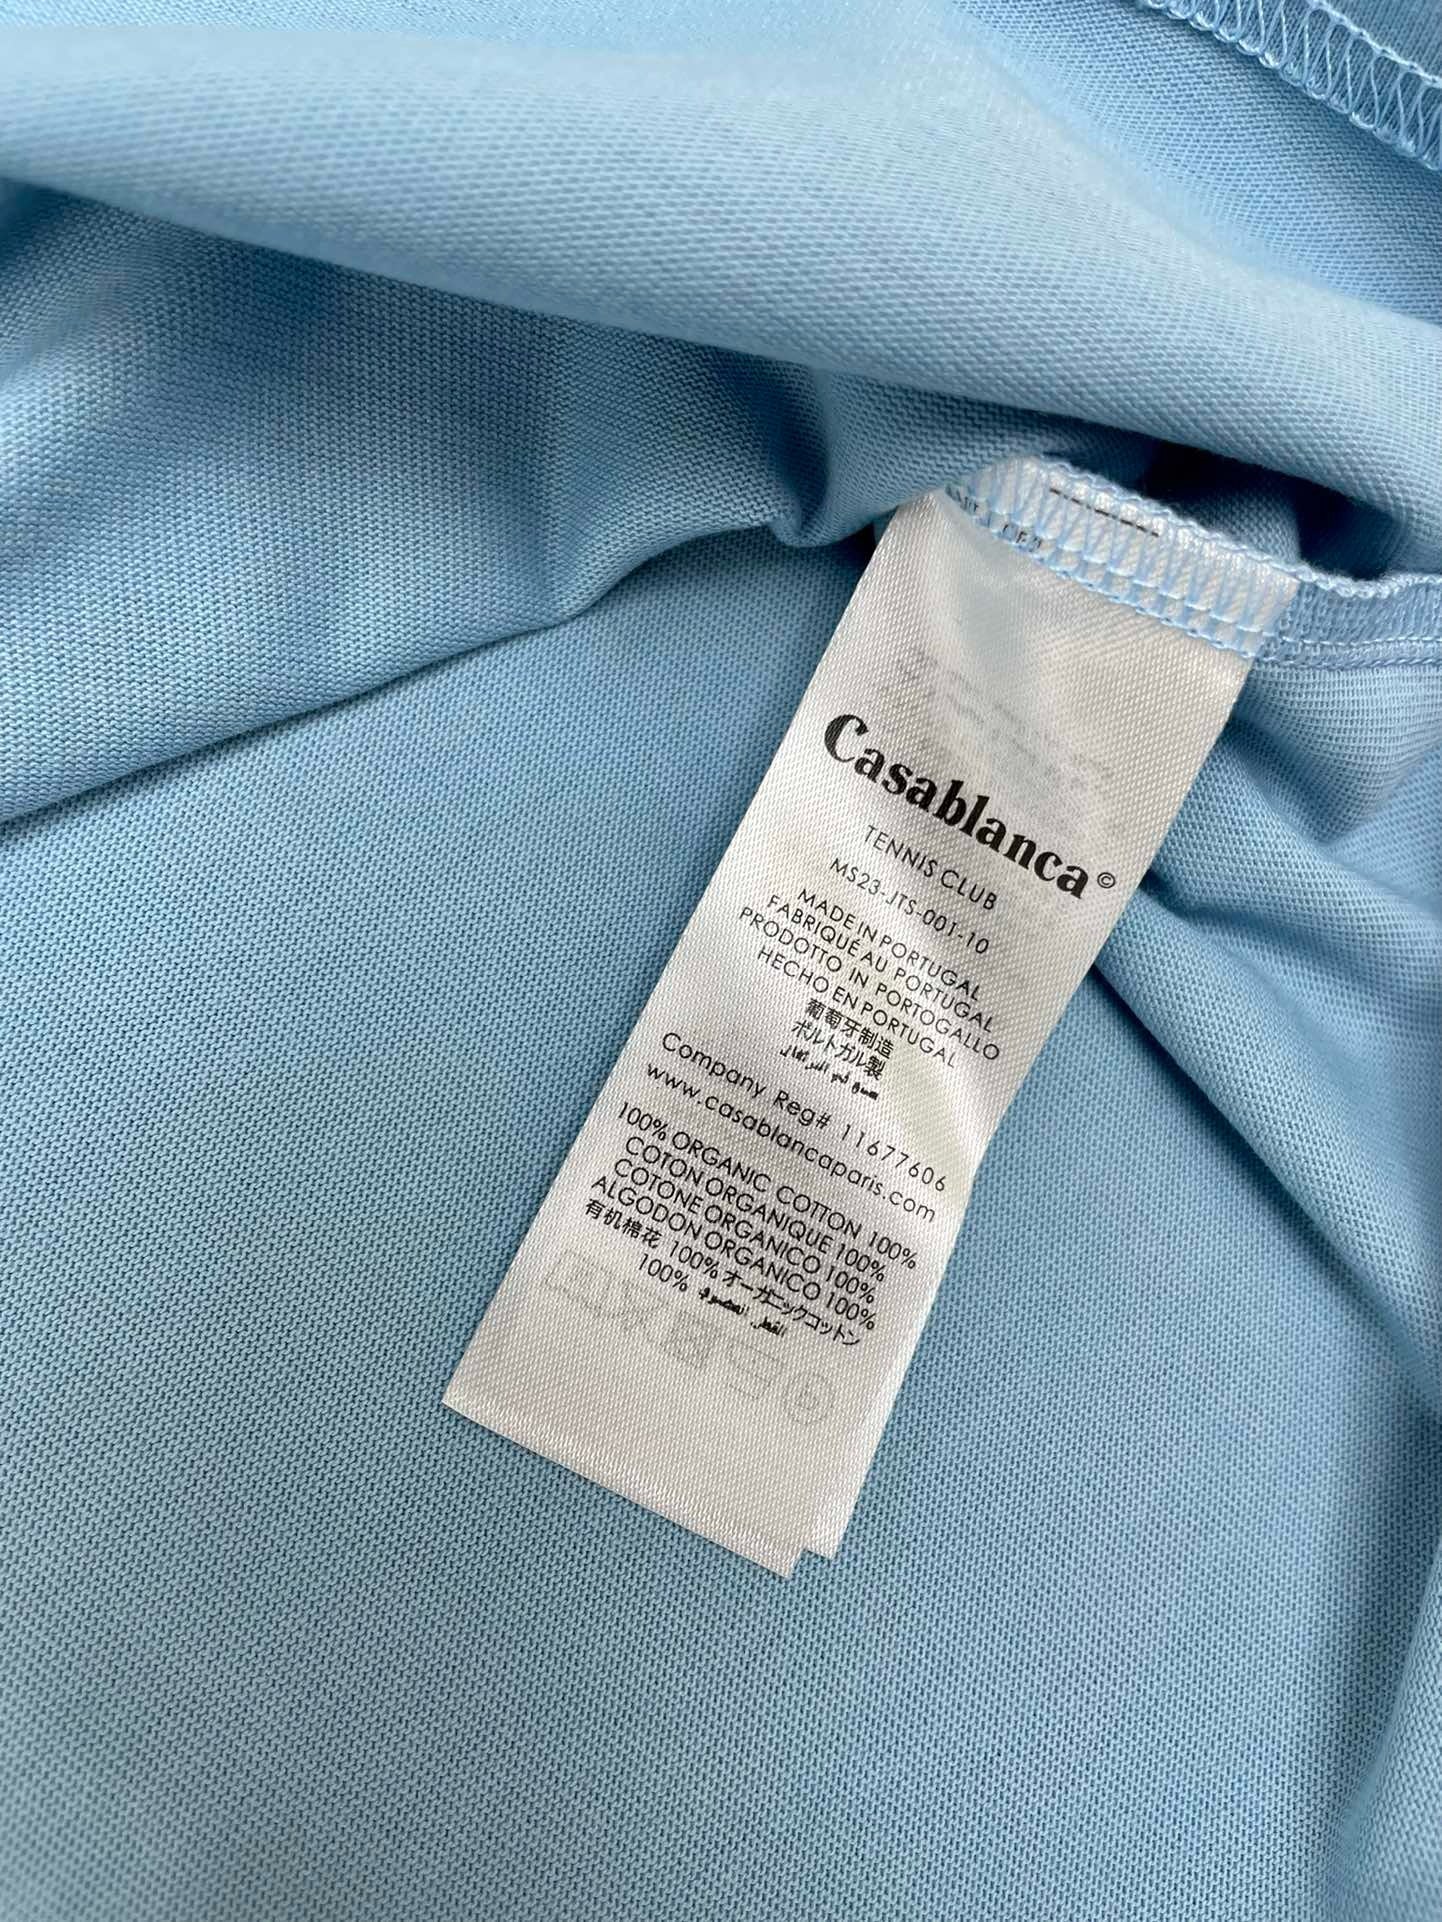 Casablanca©
TENNIS CLUB
MS23-JTS-001-10
MADE IN PORTUGAL
FABRIQUÉ AU PORTUGAL
PRODOTTO IN PORTOGALLO
HECHO EN PORTUGAL
葡萄牙制造
ポルトガル製
Company Reg# 11677606
www.casablancaparis.com
100% ORGANIC COTTON 100%
COTON ORGANIQUE 100%
COTONE ORGANICO 100%
ALGODON ORGANICO 100%
有机棉花 100% オーガニックコットン
100%